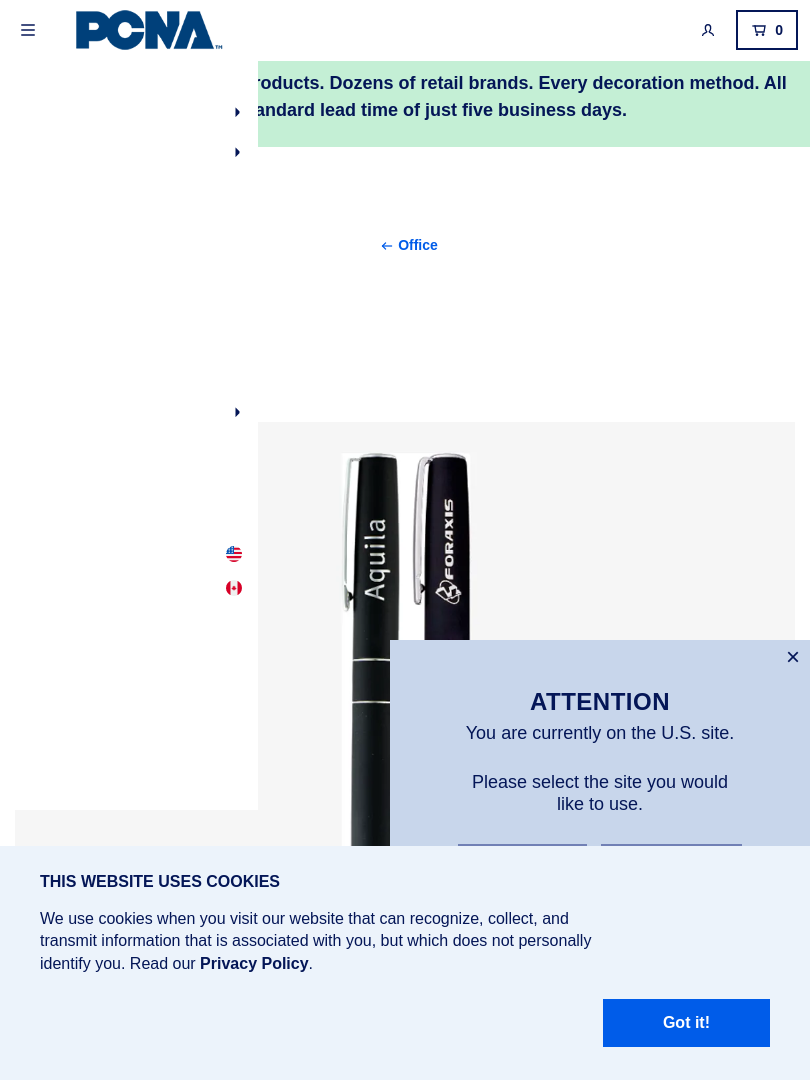 PCNA™
0
roducts. Dozens of retail brands. Every decoration method. All
andard lead time of just five business days.
Office
Aquila
FORAXIS
ATTENTION
You are currently on the U.S. site.
Please select the site you would
like to use.
THIS WEBSITE USES COOKIES
We use cookies when you visit our website that can recognize, collect, and
transmit information that is associated with you, but which does not personally
identify you. Read our Privacy Policy.
Got it!